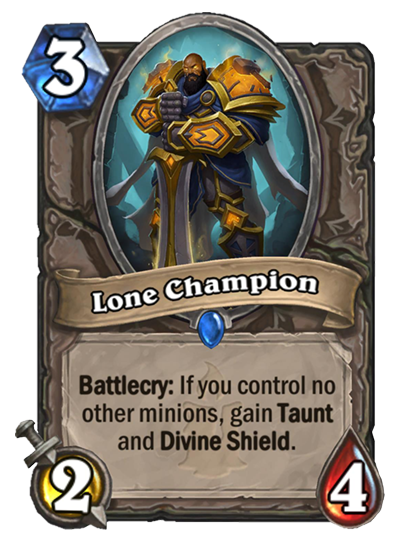 3
Lone Champion
Battlecry: If you control no
other minions, gain Taunt
and Divine Shield.
2
4